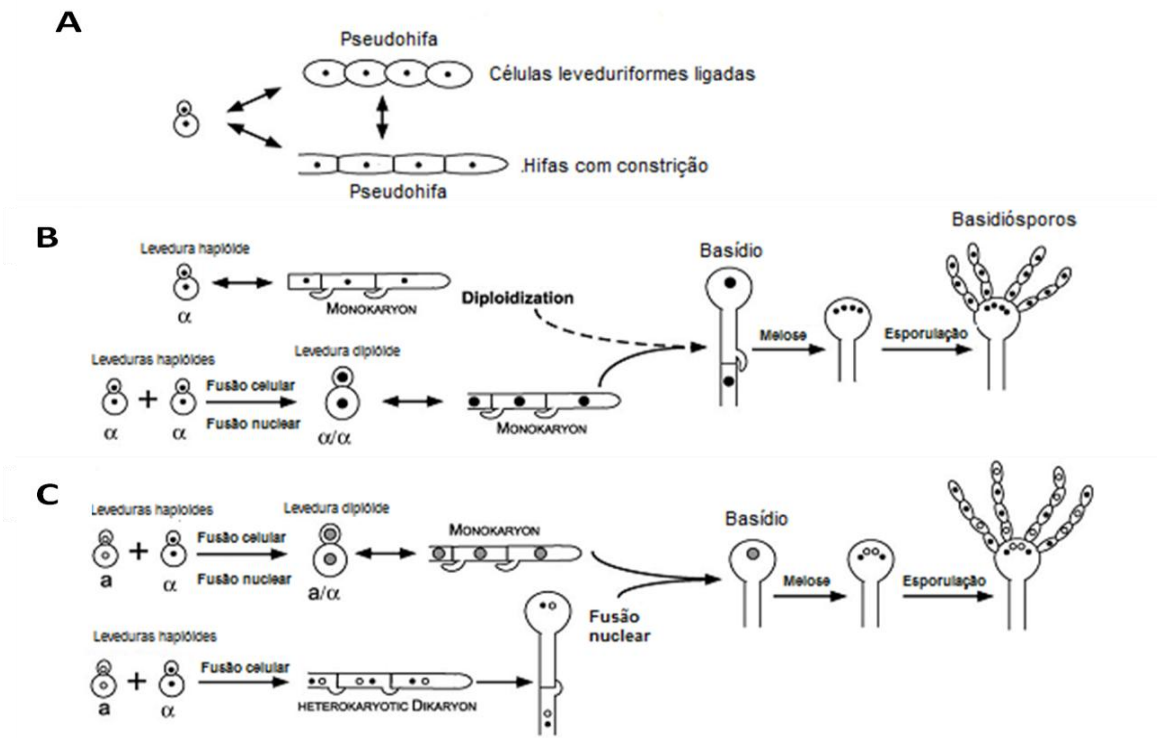 A
Pseudohifa
Células leveduriformes ligadas
.Hifas com constrição
Pseudohifa
B
Basidiósporos
Levedura haplóide
Basídio
α
MONOKARYON
Diploidization
Meiose
Esporulação
Leveduras haplóides
Levedura diplóide
+
Fusão celular
Fusão nuclear
α
α
α/α
MONOKARYON
C
Leveduras haploides
Levedura diplóide
MONOKARYON
Basídio
+
Fusão celular
Fusão nuclear
a
α
a/α
Meiose
Esporulação
Fusão
nuclear
Leveduras haplóides
+
Fusão celular
a
α
HETEROKARYOTIC DIKARYON